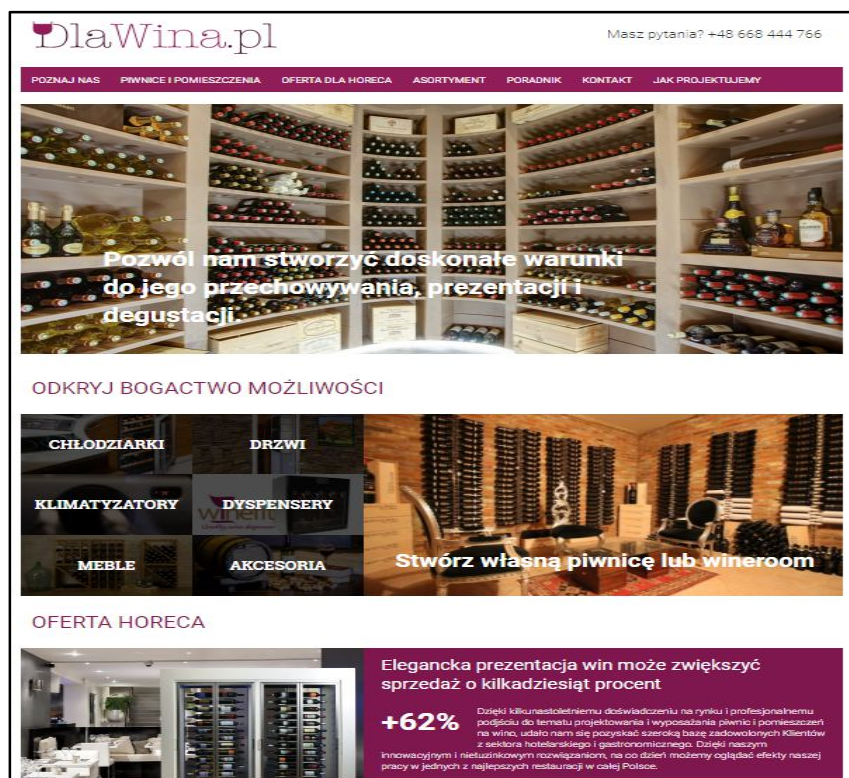 DlaWina.pl
Masz pytania? +48 668 444 766
POZNAJ NAS PIWNICE I POMIESZCZENIA OFERTA DLA HORECA ASORTYMENT PORADNIK KONTAKT JAK PROJEKTUJEMY
Pozwól nam stworzyć doskonałe warunki
do jego przechowywania, prezentacji i
degustacji.
ODKRYJ BOGACTWO MOŻLIWOŚCI
CHŁODZIARKI DRZWI
KLIMATYZATORY DYSPENSERY
MEBLE AKCESORIA
Stwórz własną piwnicę lub wineroom
OFERTA HORECA
Elegancka prezentacja win może zwiększyć
sprzedaż o kilkadziesiąt procent
+62%
Dzięki kilkunastoletniemu doświadczeniu na rynku i profesjonalnemu
podjściu do tematu projektowania i wyposażania piwnic i pomieszczeń
na wino, udało nam się pozyskać szeroką bazę zadowolonych Klientów
z sektora hotelarskiego i gastronomicznego. Dzięki naszym
innowacyjnym i nietuzinkowym rozwiązaniom, na co dzień możemy oglądać efekty naszej
pracy w jednych z najlepszych restauracji w całej Polsce.